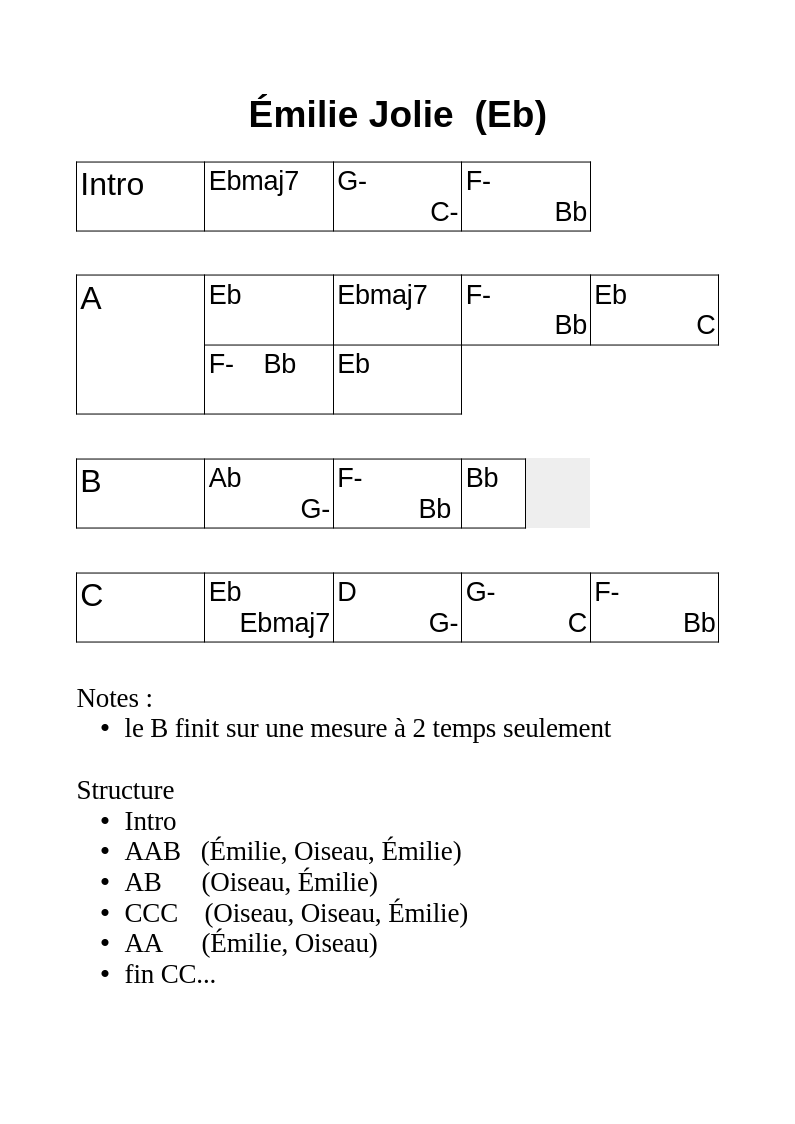 Émilie Jolie (Eb)
Intro Ebmaj7 G- F-
C- Bb
A Eb Ebmaj7 F- Eb
Bb C
F- Bb Eb
B Ab F- Bb
G- Bb
C Eb D G- F-
Ebmaj7 G- C Bb
Notes :
• le B finit sur une mesure à 2 temps seulement
Structure
• Intro
• AAB (Émilie, Oiseau, Émilie)
• AB (Oiseau, Émilie)
• CCC (Oiseau, Oiseau, Émilie)
• AA (Émilie, Oiseau)
• fin CC...